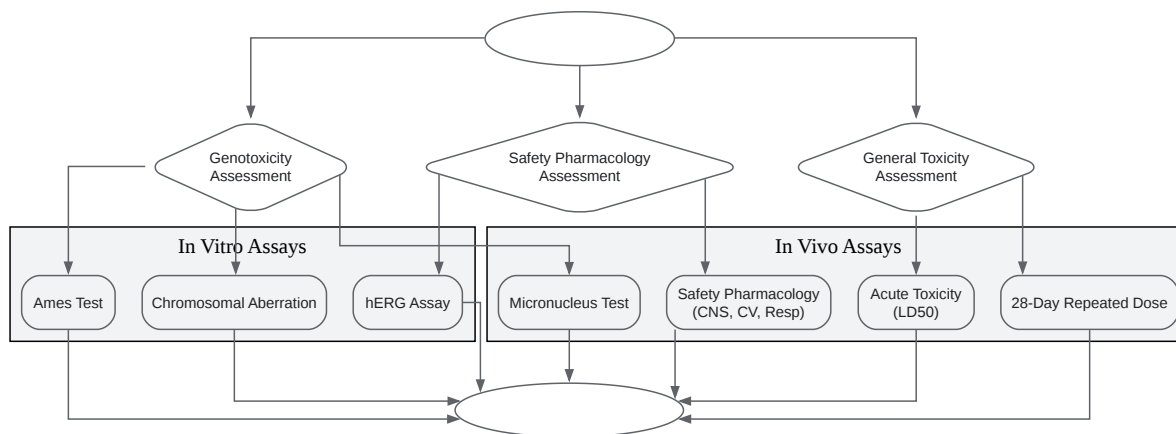 Genotoxicity
Assessment
Safety Pharmacology
Assessment
General Toxicity
Assessment
In Vitro Assays
In Vivo Assays
Ames Test
Chromosomal Aberration
hERG Assay
Micronucleus Test
Safety Pharmacology
(CNS, CV, Resp)
Acute Toxicity
(LD50)
28-Day Repeated Dose